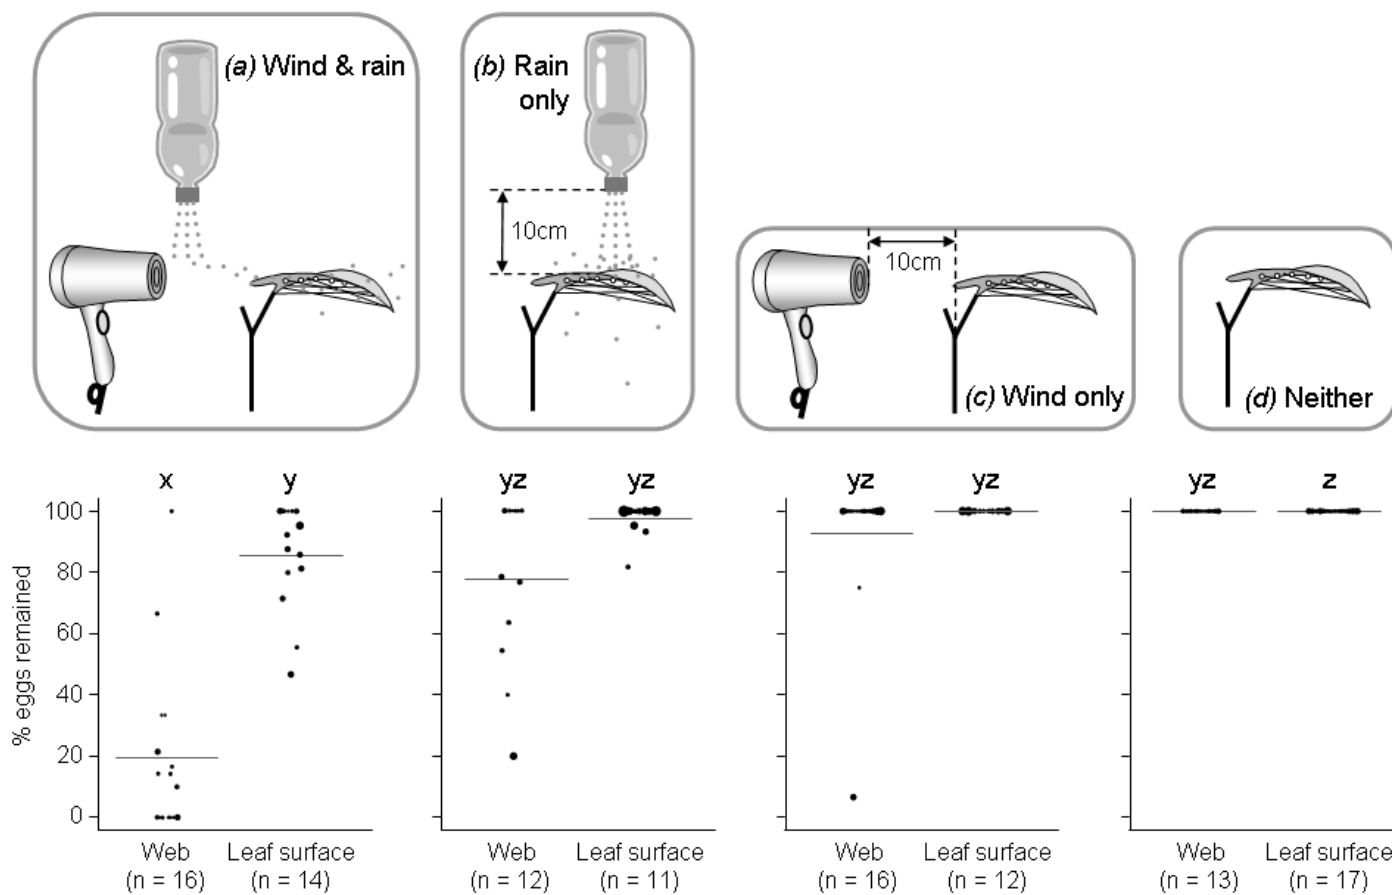 (a) Wind & rain
(b) Rain
only
10cm
10cm
(c) Wind only
(d) Neither
x
y
yz
yz
yz
yz
yz
z
% eggs remained
100
80
60
40
20
0
Web
(n = 16)
Leaf surface
(n = 14)
Web
(n = 12)
Leaf surface
(n = 11)
Web
(n = 16)
Leaf surface
(n = 12)
Web
(n = 13)
Leaf surface
(n = 17)